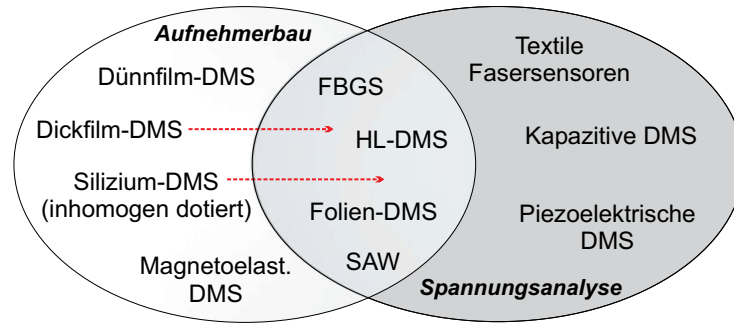 Aufnehmerbau
Dünnfilm-DMS
Dickfilm-DMS
Silizium-DMS
(inhomogen dotiert)
Magnetoelast.
DMS
FBGS
HL-DMS
Folien-DMS
SAW
Textile
Fasersensoren
Kapazitive DMS
Piezoelektrische
DMS
Spannungsanalyse